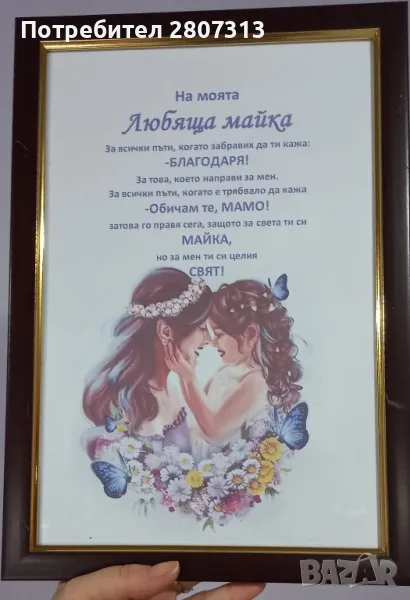 Потребител 2807313
На моята
Любяща майка
За всички пъти, когато забравих да ти кажа:
-БЛАГОДАРЯ!
За това, което направи за мен.
За всички пъти, когато е трябвало да кажа
-Обичам те, МАМО!
затова го правя сега, защото за света ти си
МАЙКА,
но за мен ти си целия
СВЯТ!
BAZAR